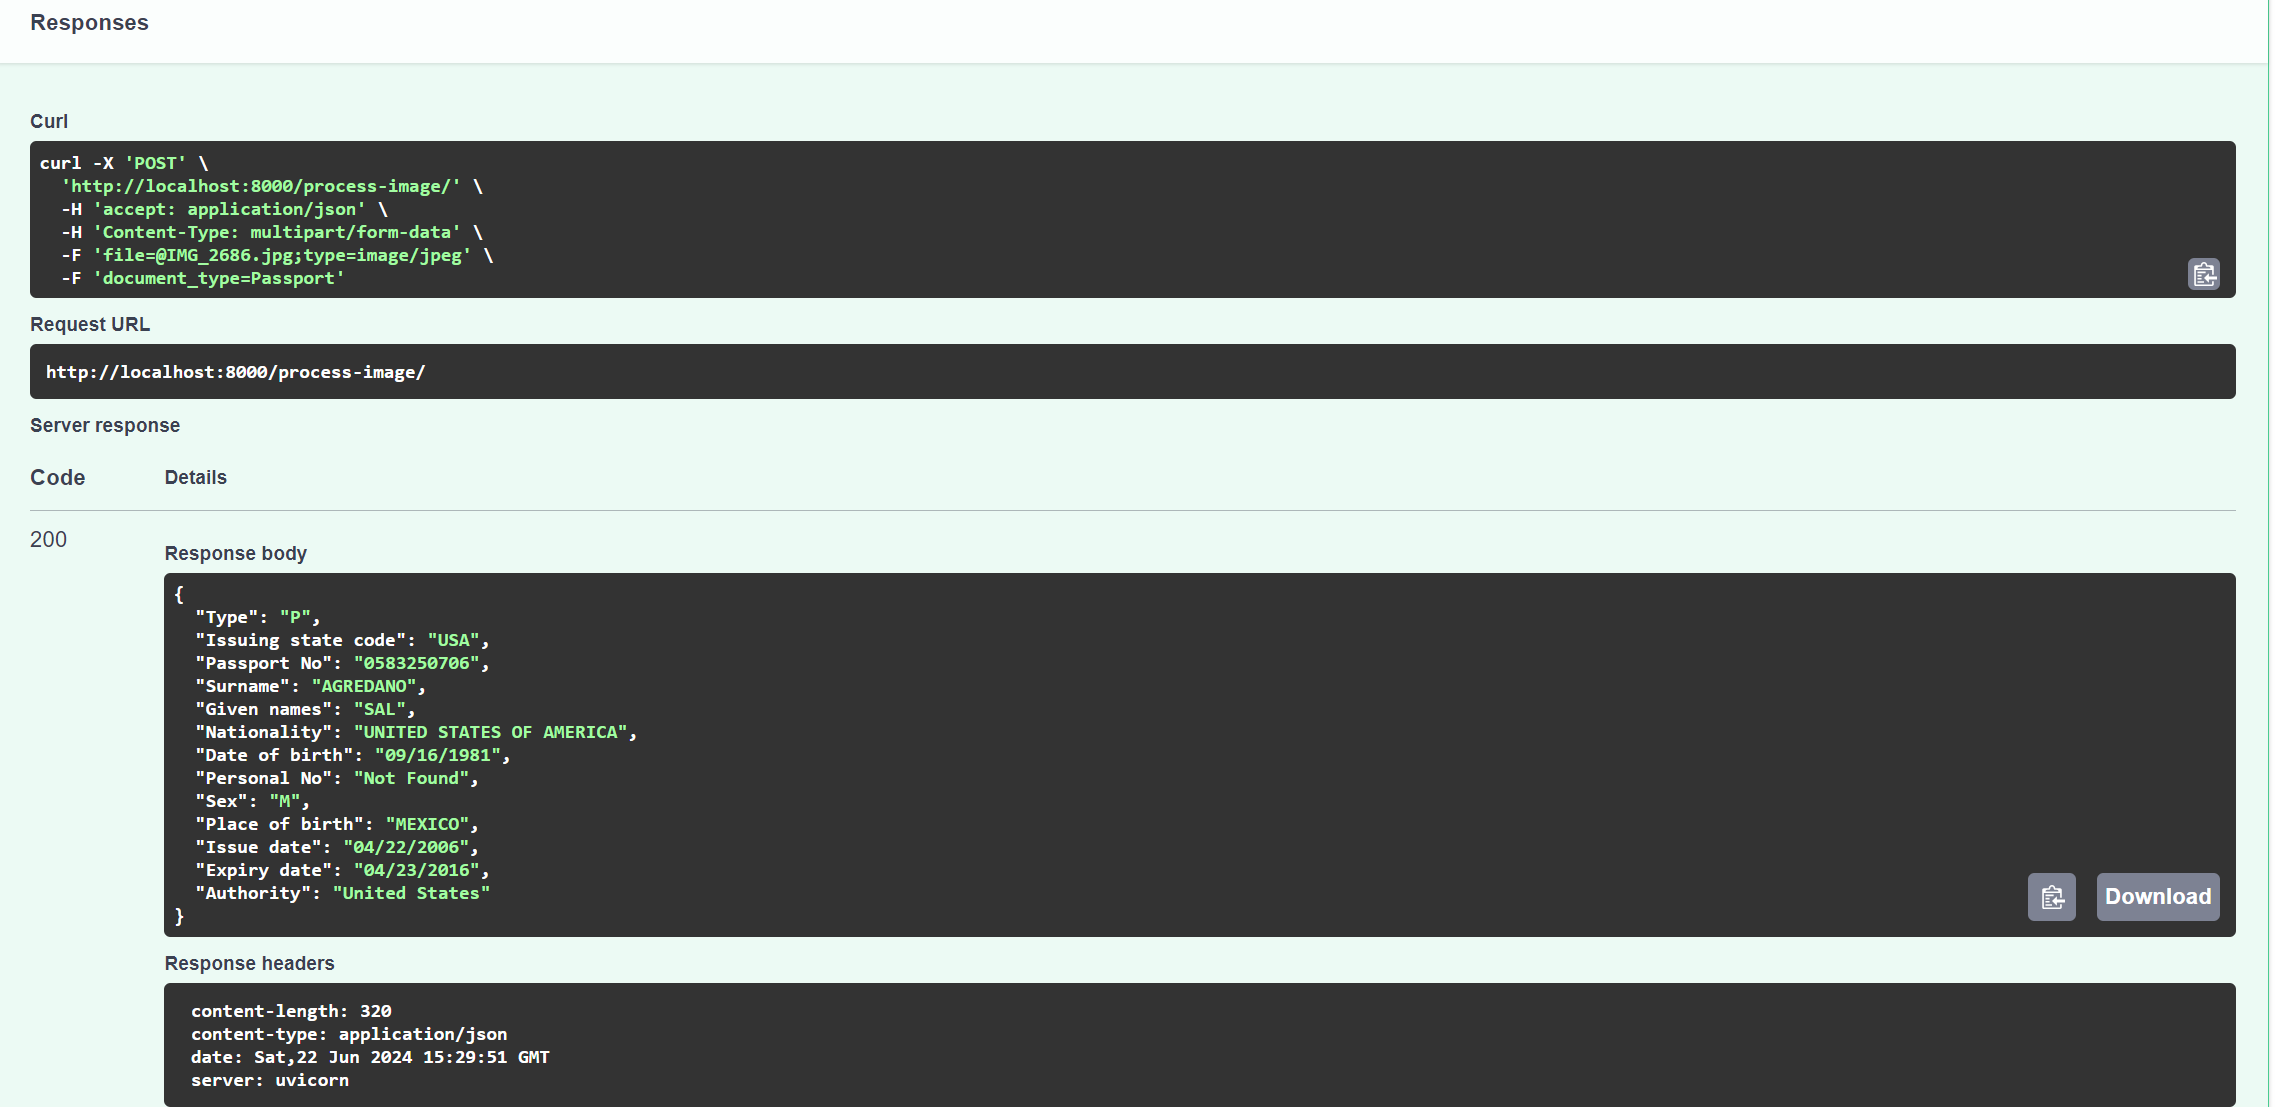 Responses
Curl
curl -X 'POST' \
  'http://localhost:8000/process-image/' \
  -H 'accept: application/json' \
  -H 'Content-Type: multipart/form-data' \
  -F 'file=@IMG_2686.jpg;type=image/jpeg' \
  -F 'document_type=Passport'
Request URL
http://localhost:8000/process-image/
Server response
Code Details
200
Response body
{
  "Type": "P",
  "Issuing state code": "USA",
  "Passport No": "0583250706",
  "Surname": "AGREDANO",
  "Given names": "SAL",
  "Nationality": "UNITED STATES OF AMERICA",
  "Date of birth": "09/16/1981",
  "Personal No": "Not Found",
  "Sex": "M",
  "Place of birth": "MEXICO",
  "Issue date": "04/22/2006",
  "Expiry date": "04/23/2016",
  "Authority": "United States"
}
Download
Response headers
content-length: 320
content-type: application/json
date: Sat,22 Jun 2024 15:29:51 GMT
server: uvicorn